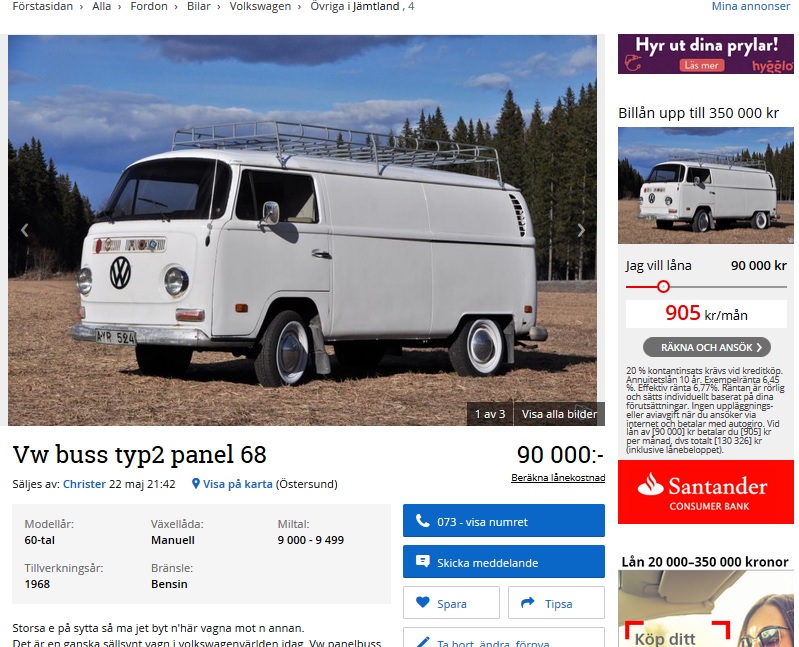 Förstasidan › Alla › Fordon › Bilar › Volkswagen › Övriga i Jämtland , 4
Mina annonser
Hyr ut dina prylar!
Läs mer
hygglo
Billån upp till 350 000 kr
AYR 524
1 av 3
Visa alla bilder
Jag vill låna 90 000 kr
905 kr/mån
RÄKNA OCH ANSÖK ❯
20 % kontantinsats krävs vid kreditköp.
Annuitetslån 10 år. Exempelränta 6,45
%. Effektiv ränta 6,77%. Räntan är rörlig
och sätts individuellt baserat på dina
förutsättningar. Ingen uppläggnings-
eller aviavgift när du ansöker via
internet och betalar med autogiro. Vid
lån av [90 000] kr betalar du [905] kr
per månad, dvs totalt [130 326] kr
(inklusive lånebeloppet).
Santander
CONSUMER BANK
Vw buss typ2 panel 68
90 000:-
Säljes av: Christer 22 maj 21:42 Visa på karta (Östersund)
Beräkna lånekostnad
Modellår:
60-tal
Växellåda:
Manuell
Miltal:
9 000 - 9 499
Tillverkningsår:
1968
Bränsle:
Bensin
073 - visa numret
Skicka meddelande
Spara
Tipsa
Ta bort, ändra, förnya
Lån 20 000–350 000 kronor
Köp ditt
Storsa e på sytta så ma jet byt n'här vagna mot n annan.
Det är en ganska sällsynt vagn i volkswagenvärlden idag. Vw panelbuss